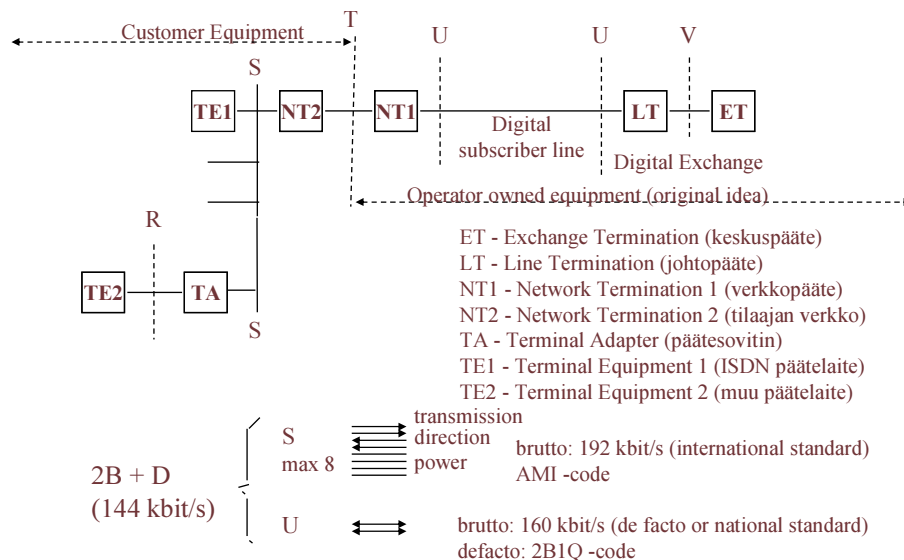 T
Customer Equipment
U
U
V
S
TE1
NT2
NT1
LT
ET
Digital
subscriber line
Digital Exchange
Operator owned equipment (original idea)
R
TE2
TA
S
ET - Exchange Termination (keskuspääte)
LT - Line Termination (johtopääte)
NT1 - Network Termination 1 (verkkopääte)
NT2 - Network Termination 2 (tilaajan verkko)
TA - Terminal Adapter (päätesovitin)
TE1 - Terminal Equipment 1 (ISDN päätelaite)
TE2 - Terminal Equipment 2 (muu päätelaite)
2B + D
(144 kbit/s)
S
max 8
transmission
direction
power
brutto: 192 kbit/s (international standard)
AMI -code
U
brutto: 160 kbit/s (de facto or national standard)
defacto: 2B1Q -code